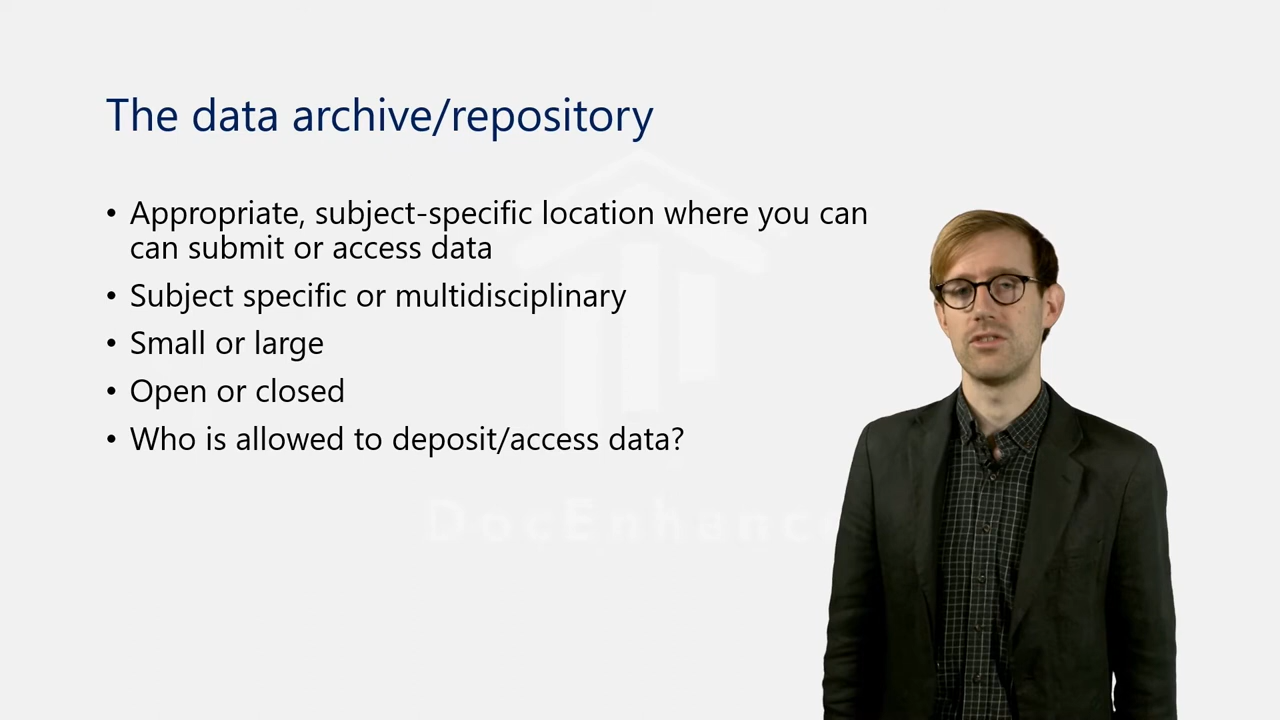 The data archive/repository
• Appropriate, subject-specific location where you can
can submit or access data
• Subject specific or multidisciplinary
• Small or large
• Open or closed
• Who is allowed to deposit/access data?
DocEnhance